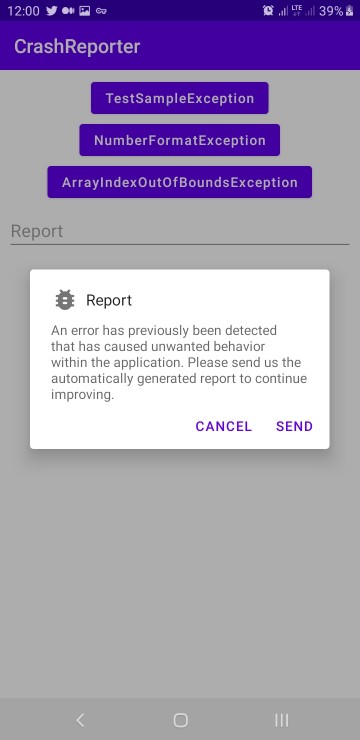 12:00 LTE 39%
CrashReporter
TestSampleException
NumberFormatException
ArrayIndexOutOfBoundsException
Report
Report
An error has previously been detected
that has caused unwanted behavior
within the application. Please send us the
automatically generated report to continue
improving.
CANCEL SEND